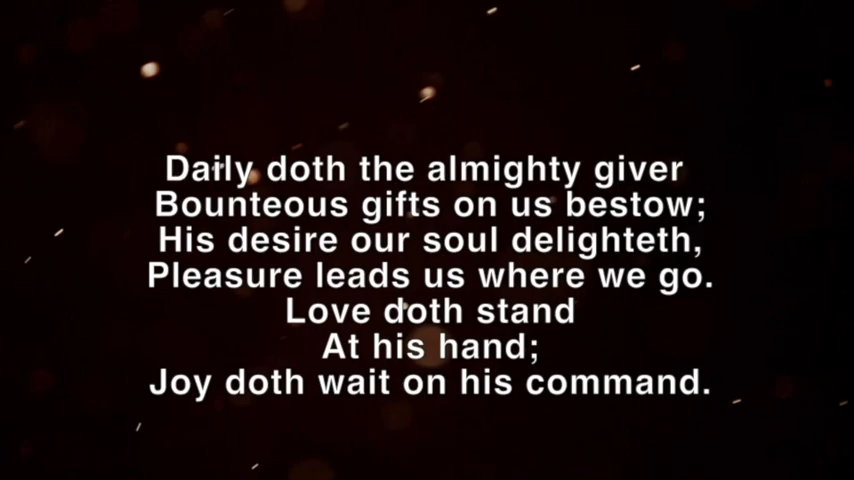 Daily doth the almighty giver
Bounteous gifts on us bestow;
His desire our soul delighteth,
Pleasure leads us where we go.
Love doth stand
At his hand;
Joy doth wait on his command.